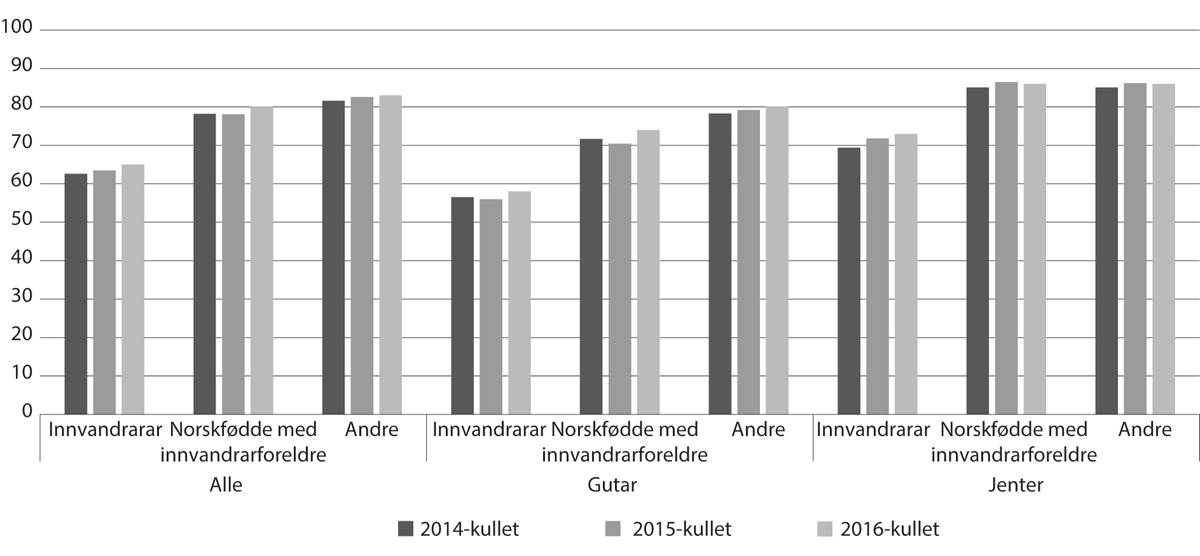 100
90
80
70
60
50
40
30
20
10
0
Innvandrarar Norskfødde med innvandrarforeldre Andre
Innvandrarar Norskfødde med innvandrarforeldre Andre
Innvandrarar Norskfødde med innvandrarforeldre Andre
Alle Gutar Jenter
2014-kullet 2015-kullet 2016-kullet